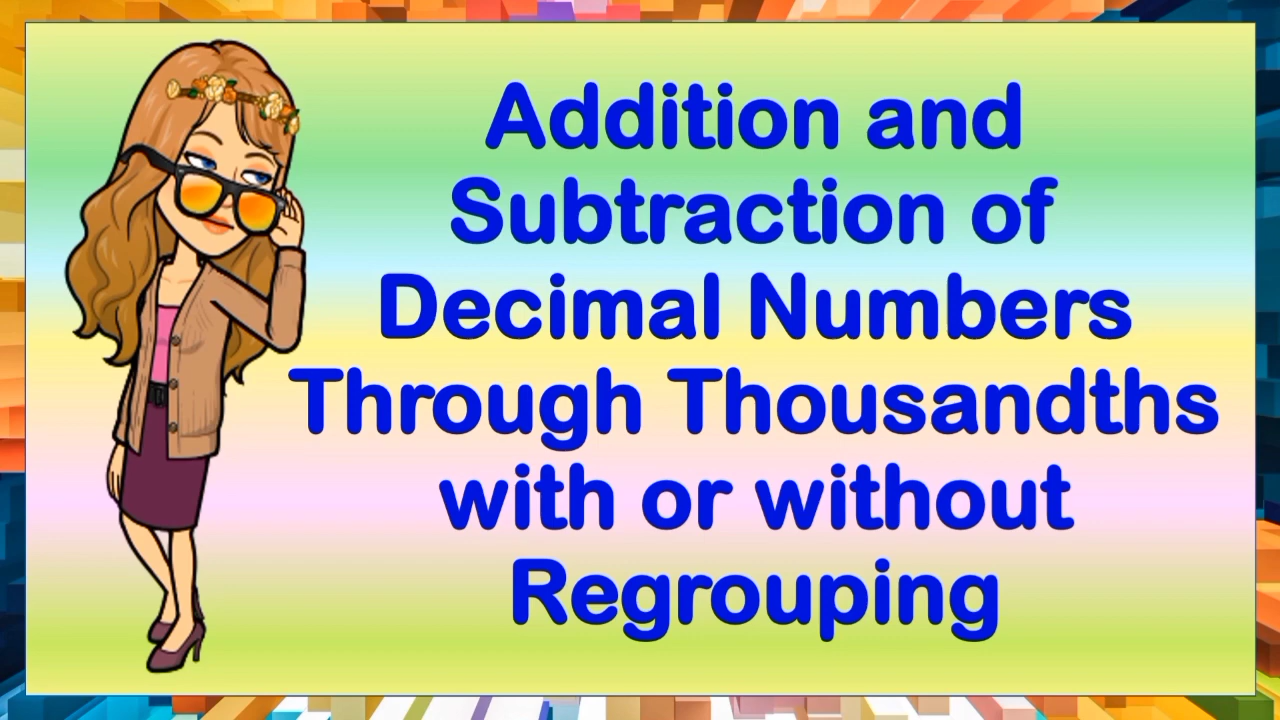 Addition and
Subtraction of
Decimal Numbers
Through Thousandths
with or without
Regrouping